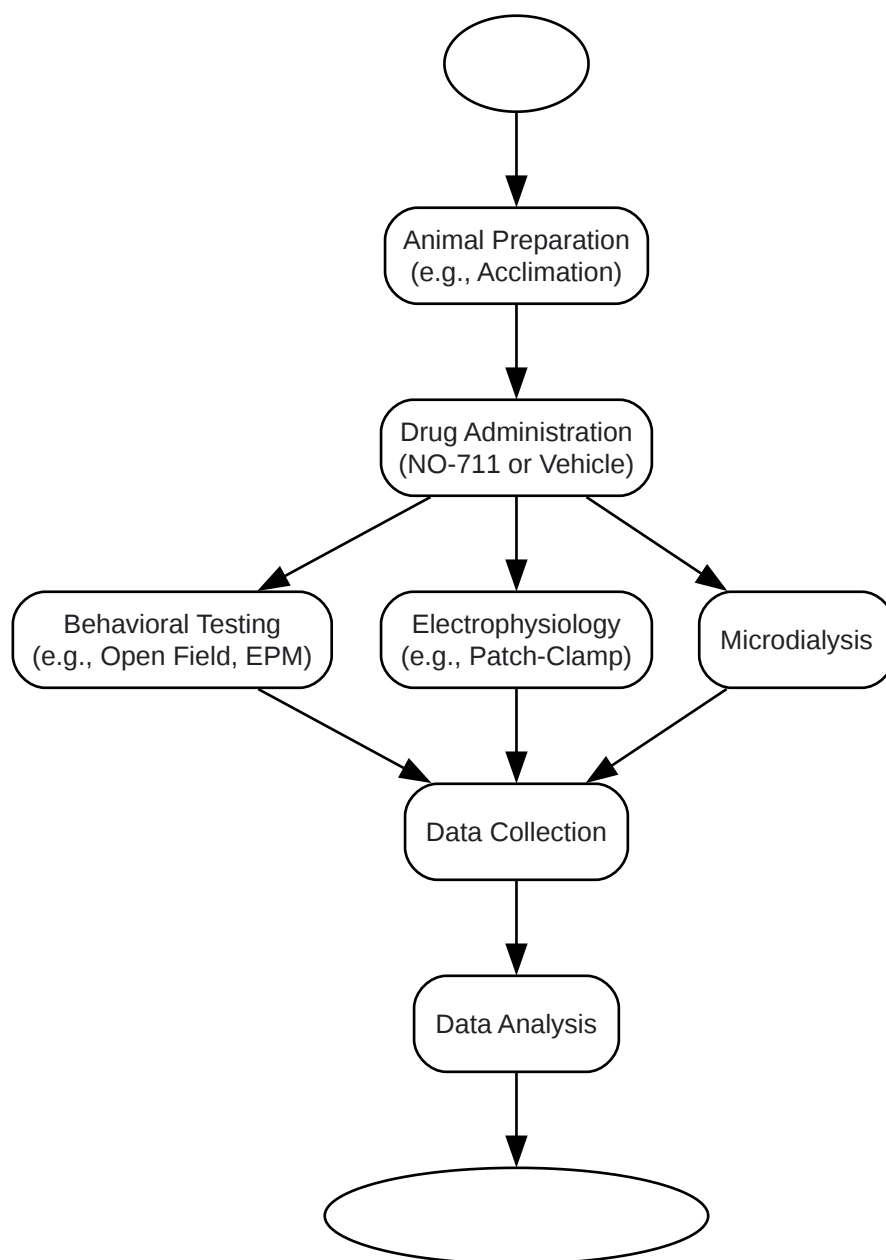 Animal Preparation
(e.g., Acclimation)
Drug Administration
(NO-711 or Vehicle)
Behavioral Testing
(e.g., Open Field, EPM)
Electrophysiology
(e.g., Patch-Clamp)
Microdialysis
Data Collection
Data Analysis